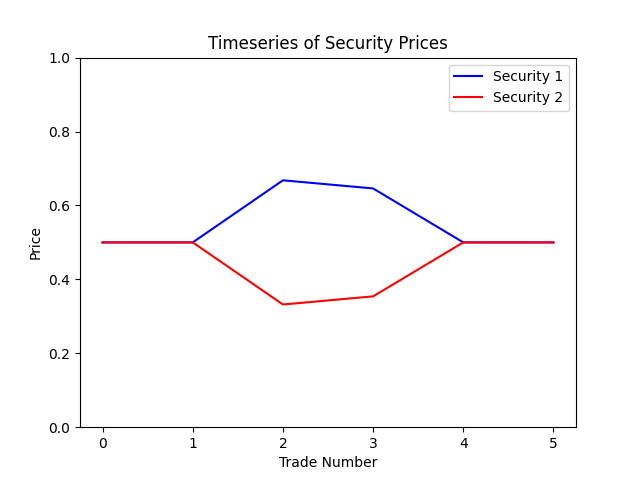 Timeseries of Security Prices
Security 1
Security 2
1.0
0.8
0.6
0.4
0.2
0.0
Price
0 1 2 3 4 5
Trade Number